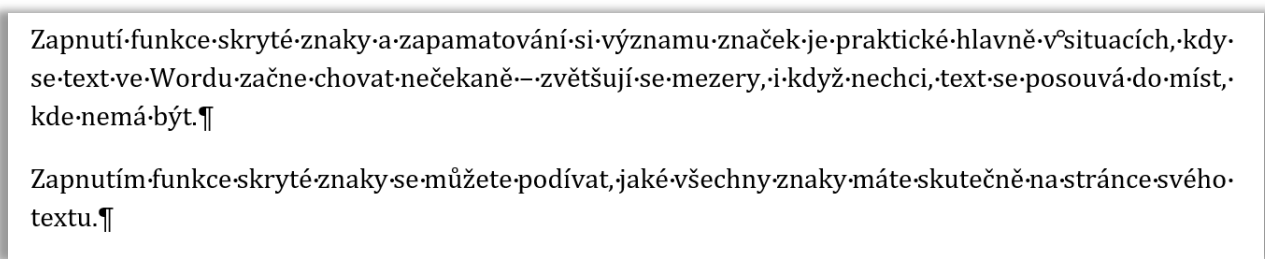 Zapnutí·funkce·skryté·znaky·a·zapamatování·si·významu·značek·je·praktické·hlavně·v°situacích,·kdy·
se·text·ve·Wordu·začne·chovat·nečekaně·–·zvětšují·se·mezery,·i·když·nechci,·text·se·posouvá·do·míst,·
kde·nemá·být.¶
Zapnutím·funkce·skryté·znaky·se·můžete·podívat,·jaké·všechny·znaky·máte·skutečně·na·stránce·svého·
textu.¶